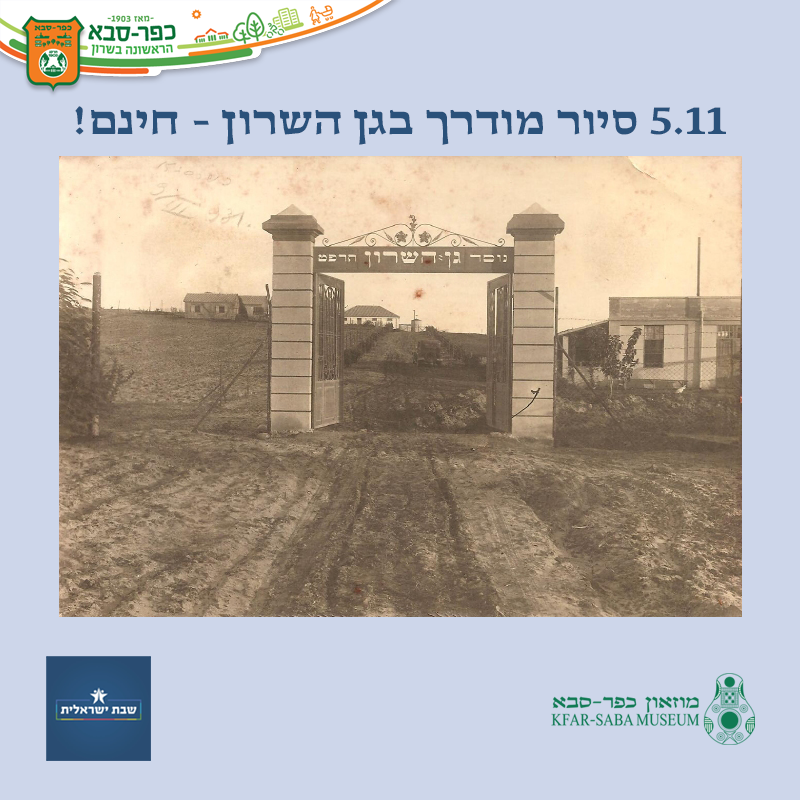 -מאז 1903-
כפר-סבא
הראשונה בשרון
כפר-סבא
5.11 סיור מודרך בגן השרון - חינם!
נוסד גן-השרון תרפט
שבת ישראלית
מוזאון כפר-סבא
KFAR-SABA MUSEUM